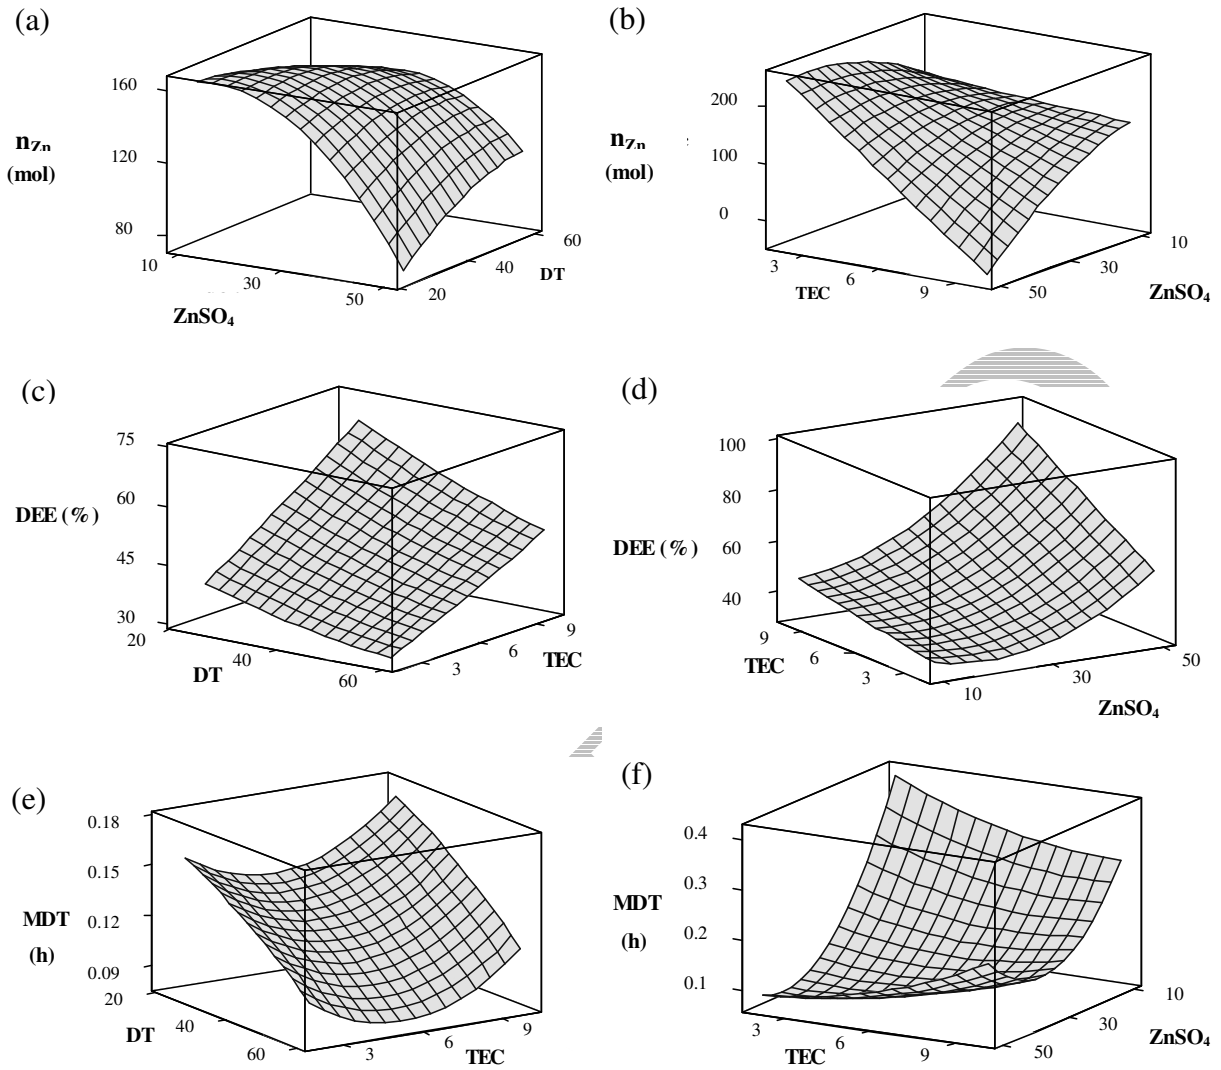 (a)
160
n_Zn
(mol)
120
80
10
30
50
20
40
60
DT
ZnSO₄
(b)
200
n_Zn
(mol)
100
0
3
6
9
TEC
50
30
10
ZnSO₄
(c)
75
60
DEE (%)
45
30
20
40
60
DT
3
6
9
TEC
(d)
100
80
60
DEE (%)
40
9
6
3
TEC
10
30
50
ZnSO₄
(e)
0.18
0.15
0.12
MDT
(h)
0.09
20
40
60
DT
3
6
9
TEC
(f)
0.4
0.3
MDT
(h)
0.2
0.1
3
6
9
TEC
50
30
10
ZnSO₄